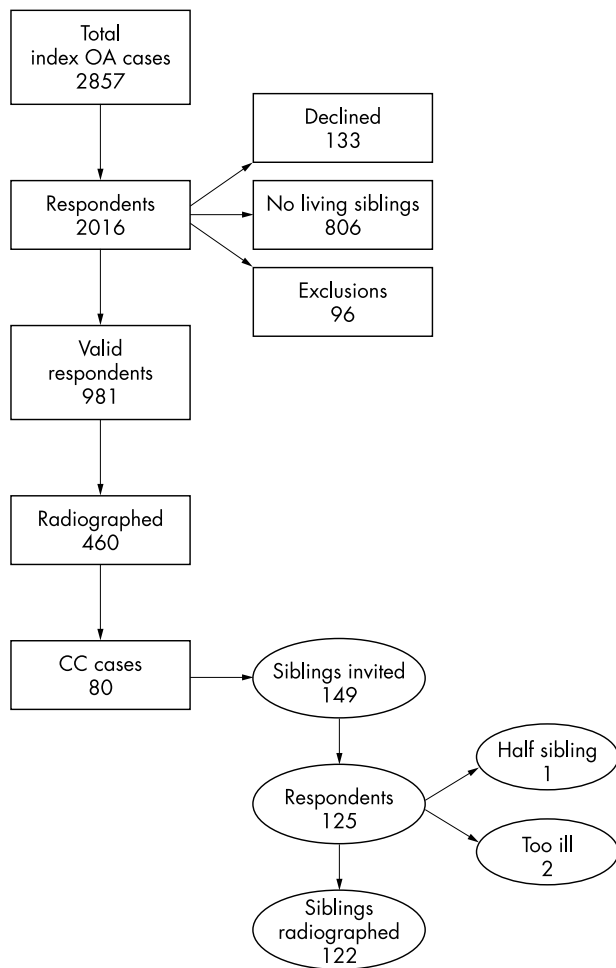 Total
index OA cases
2857
Declined
133
Respondents
2016
No living siblings
806
Exclusions
96
Valid
respondents
981
Radiographed
460
CC cases
80
Siblings invited
149
Half sibling
1
Respondents
125
Too ill
2
Siblings
radiographed
122